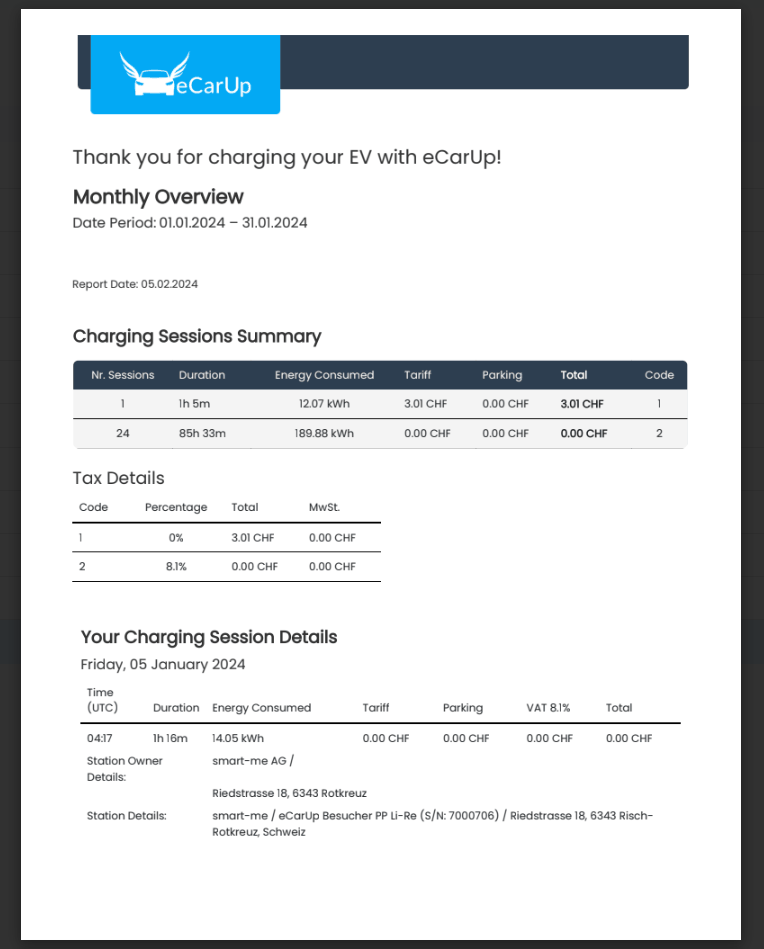 eCarUp
Thank you for charging your EV with eCarUp!
Monthly Overview
Date Period: 01.01.2024 – 31.01.2024
Report Date: 05.02.2024
Charging Sessions Summary
Nr. Sessions Duration Energy Consumed Tariff Parking Total Code
1 1h 5m 12.07 kWh 3.01 CHF 0.00 CHF 3.01 CHF 1
24 85h 33m 189.88 kWh 0.00 CHF 0.00 CHF 0.00 CHF 2
Tax Details
Code Percentage Total MwSt.
1 0% 3.01 CHF 0.00 CHF
2 8.1% 0.00 CHF 0.00 CHF
Your Charging Session Details
Friday, 05 January 2024
Time
(UTC) Duration Energy Consumed Tariff Parking VAT 8.1% Total
04:17 1h 16m 14.05 kWh 0.00 CHF 0.00 CHF 0.00 CHF 0.00 CHF
Station Owner smart-me AG /
Details:
Riedstrasse 18, 6343 Rotkreuz
Station Details: smart-me / eCarUp Besucher PP Li-Re (S/N: 7000706) / Riedstrasse 18, 6343 Risch-
Rotkreuz, Schweiz